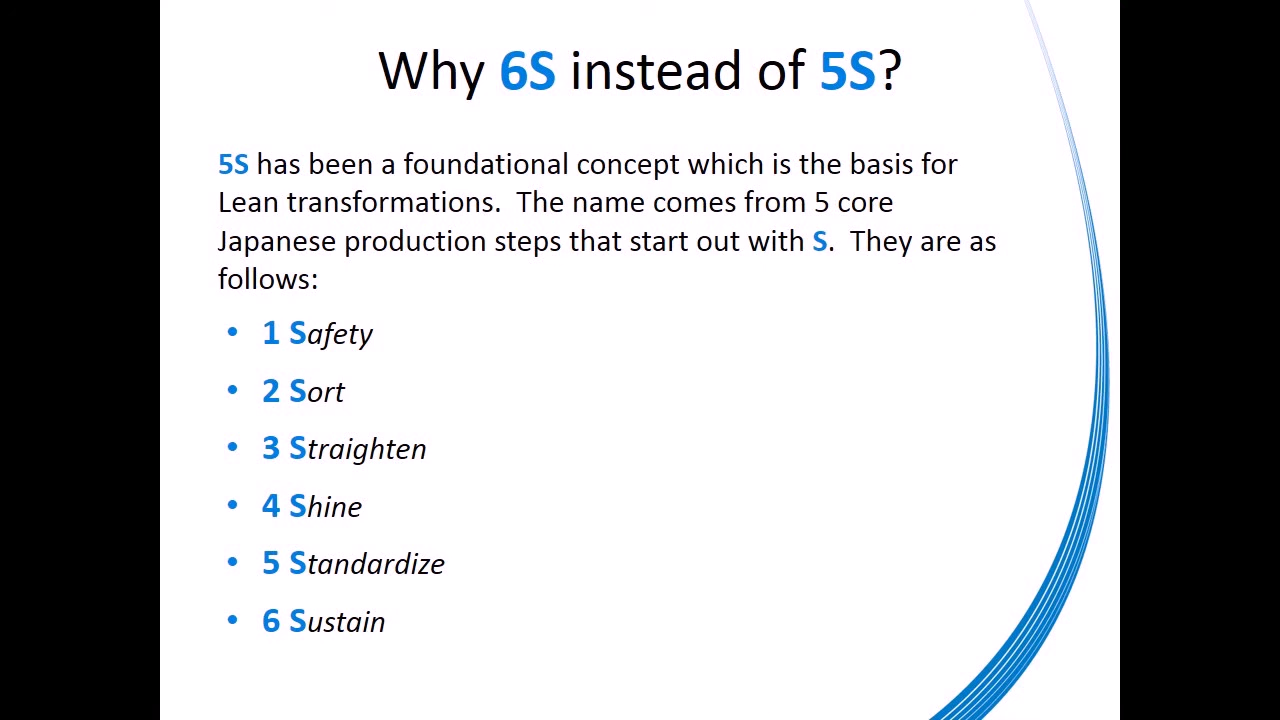 Why 6S instead of 5S?
5S has been a foundational concept which is the basis for
Lean transformations.  The name comes from 5 core
Japanese production steps that start out with S.  They are as
follows:
• 1 Safety
• 2 Sort
• 3 Straighten
• 4 Shine
• 5 Standardize
• 6 Sustain